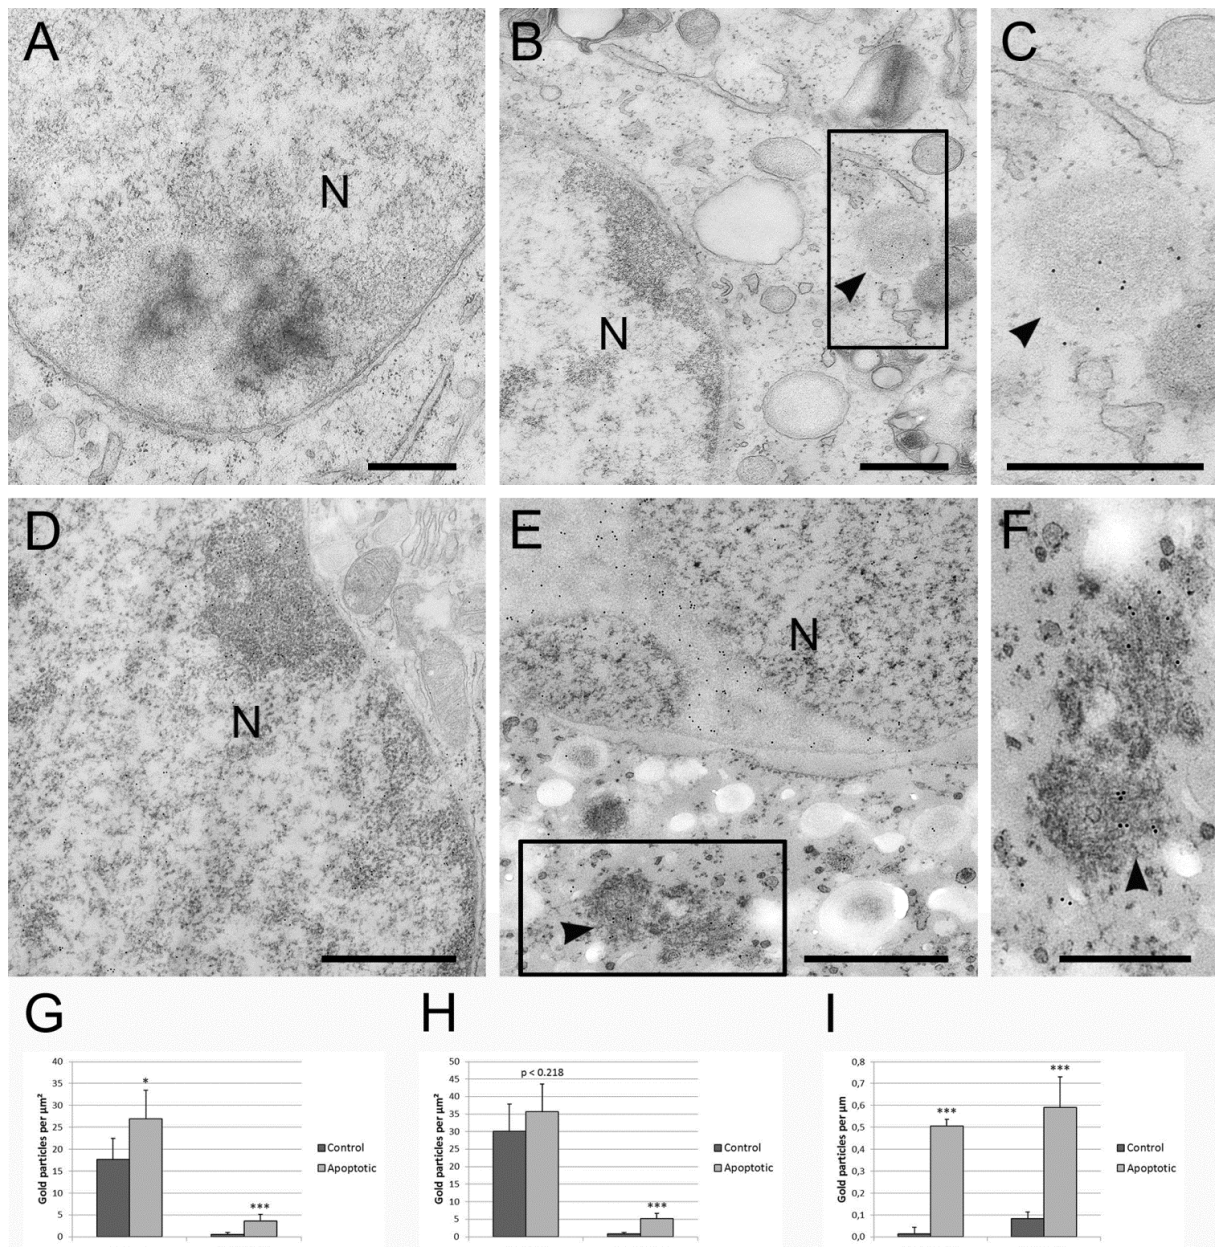 A
N
B
N
C
D
N
E
N
F
G
Gold particles per µm²
40
35
30
25
20
15
10
5
0
*
***
Control
Apoptotic
H
Gold particles per µm²
50
45
40
35
30
25
20
15
10
5
0
p < 0.218
***
Control
Apoptotic
I
Gold particles per µm
0,8
0,7
0,6
0,5
0,4
0,3
0,2
0,1
0,0
***
***
Control
Apoptotic